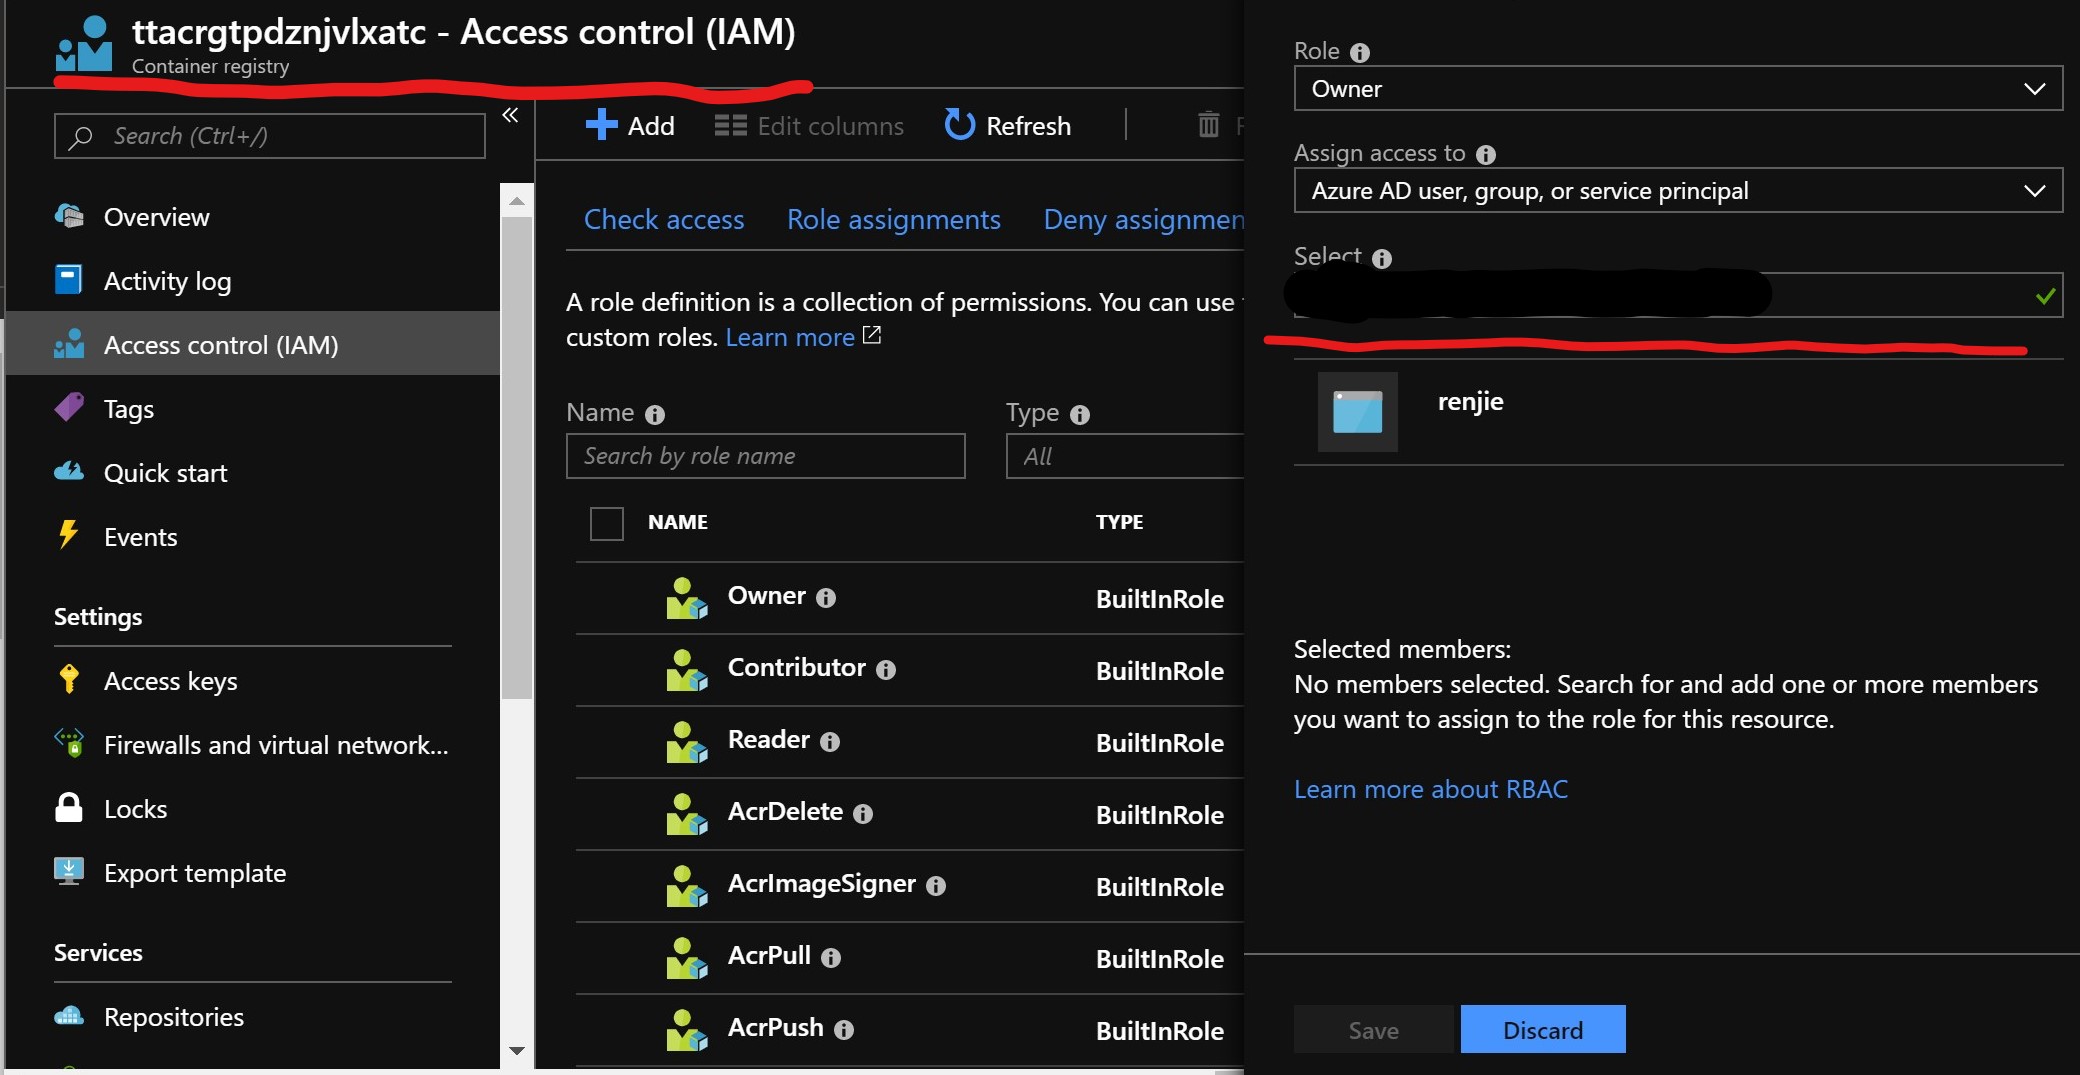 ttacrgtpdznjvlxatc - Access control (IAM)
Container registry
Search (Ctrl+/)
Overview
Activity log
Access control (IAM)
Tags
Quick start
Events
Settings
Access keys
Firewalls and virtual network...
Locks
Export template
Services
Repositories
Add
Edit columns
Refresh
Check access
Role assignments
Deny assignmen
A role definition is a collection of permissions. You can use
custom roles. Learn more
Name
Type
Search by role name
All
NAME
TYPE
Owner
BuiltInRole
Contributor
BuiltInRole
Reader
BuiltInRole
AcrDelete
BuiltInRole
AcrImageSigner
BuiltInRole
AcrPull
BuiltInRole
AcrPush
BuiltInRole
Role
Owner
Assign access to
Azure AD user, group, or service principal
Select
renjie
Selected members:
No members selected. Search for and add one or more members
you want to assign to the role for this resource.
Learn more about RBAC
Save
Discard